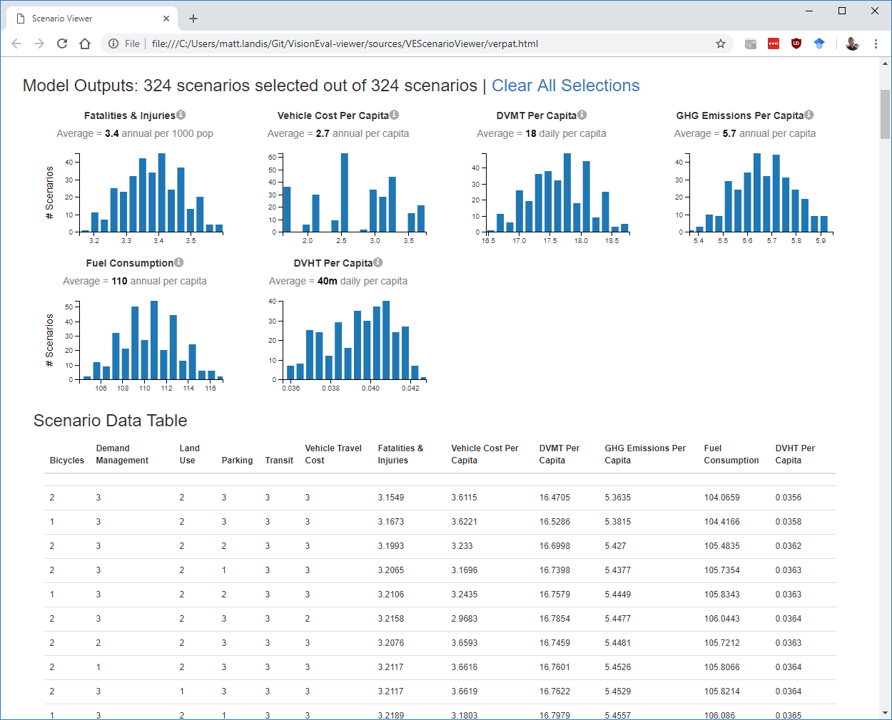 Scenario Viewer
File | file:///C:/Users/matt.landis/Git/VisionEval-viewer/sources/VEScenarioViewer/verpat.html
Model Outputs: 324 scenarios selected out of 324 scenarios | Clear All Selections
Fatalities & Injuries Vehicle Cost Per Capita DVMT Per Capita GHG Emissions Per Capita
Average = 3.4 annual per 1000 pop Average = 2.7 annual per capita Average = 18 daily per capita Average = 5.7 annual per capita
# Scenarios
40 30 20 10 0
3.2 3.3 3.4 3.5
60 50 40 30 20 10 0
2.0 2.5 3.0 3.5
40 30 20 10 0
16.5 17.0 17.5 18.0 18.5
40 30 20 10 0
5.4 5.5 5.6 5.7 5.8 5.9
Fuel Consumption DVHT Per Capita
Average = 110 annual per capita Average = 40m daily per capita
# Scenarios
50 40 30 20 10 0
106 108 110 112 114 116
40 30 20 10 0
0.036 0.038 0.040 0.042
Scenario Data Table
Bicycles Demand Management Land Use Parking Transit Vehicle Travel Cost Fatalities & Injuries Vehicle Cost Per Capita DVMT Per Capita GHG Emissions Per Capita Fuel Consumption DVHT Per Capita
2 3 2 3 3 3 3.1549 3.6115 16.4705 5.3635 104.0659 0.0356
1 3 2 3 3 3 3.1673 3.6221 16.5286 5.3815 104.4166 0.0358
2 3 2 2 3 3 3.1993 3.233 16.6998 5.427 105.4835 0.0362
2 3 2 1 3 3 3.2065 3.1696 16.7398 5.4377 105.7354 0.0363
1 3 2 2 3 3 3.2106 3.2435 16.7579 5.4449 105.8343 0.0363
2 3 2 3 3 2 3.2158 2.9683 16.7854 5.4477 106.0443 0.0364
2 2 2 3 3 3 3.2076 3.6593 16.7459 5.4481 105.7212 0.0363
2 1 2 3 3 3 3.2117 3.6616 16.7601 5.4526 105.8066 0.0364
2 3 1 3 3 3 3.2117 3.6619 16.7622 5.4529 105.8214 0.0364
1 3 2 1 3 3 3.2189 3.1803 16.7979 5.4557 106.086 0.0365